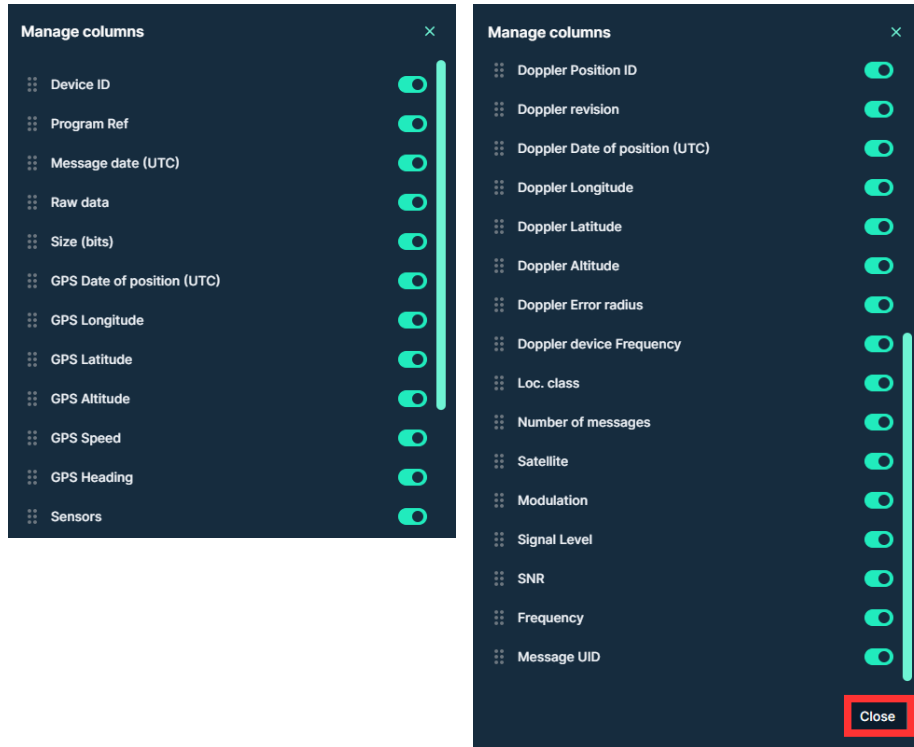 Manage columns
Device ID
Program Ref
Message date (UTC)
Raw data
Size (bits)
GPS Date of position (UTC)
GPS Longitude
GPS Latitude
GPS Altitude
GPS Speed
GPS Heading
Sensors
Manage columns
Doppler Position ID
Doppler revision
Doppler Date of position (UTC)
Doppler Longitude
Doppler Latitude
Doppler Altitude
Doppler Error radius
Doppler device Frequency
Loc. class
Number of messages
Satellite
Modulation
Signal Level
SNR
Frequency
Message UID
Close